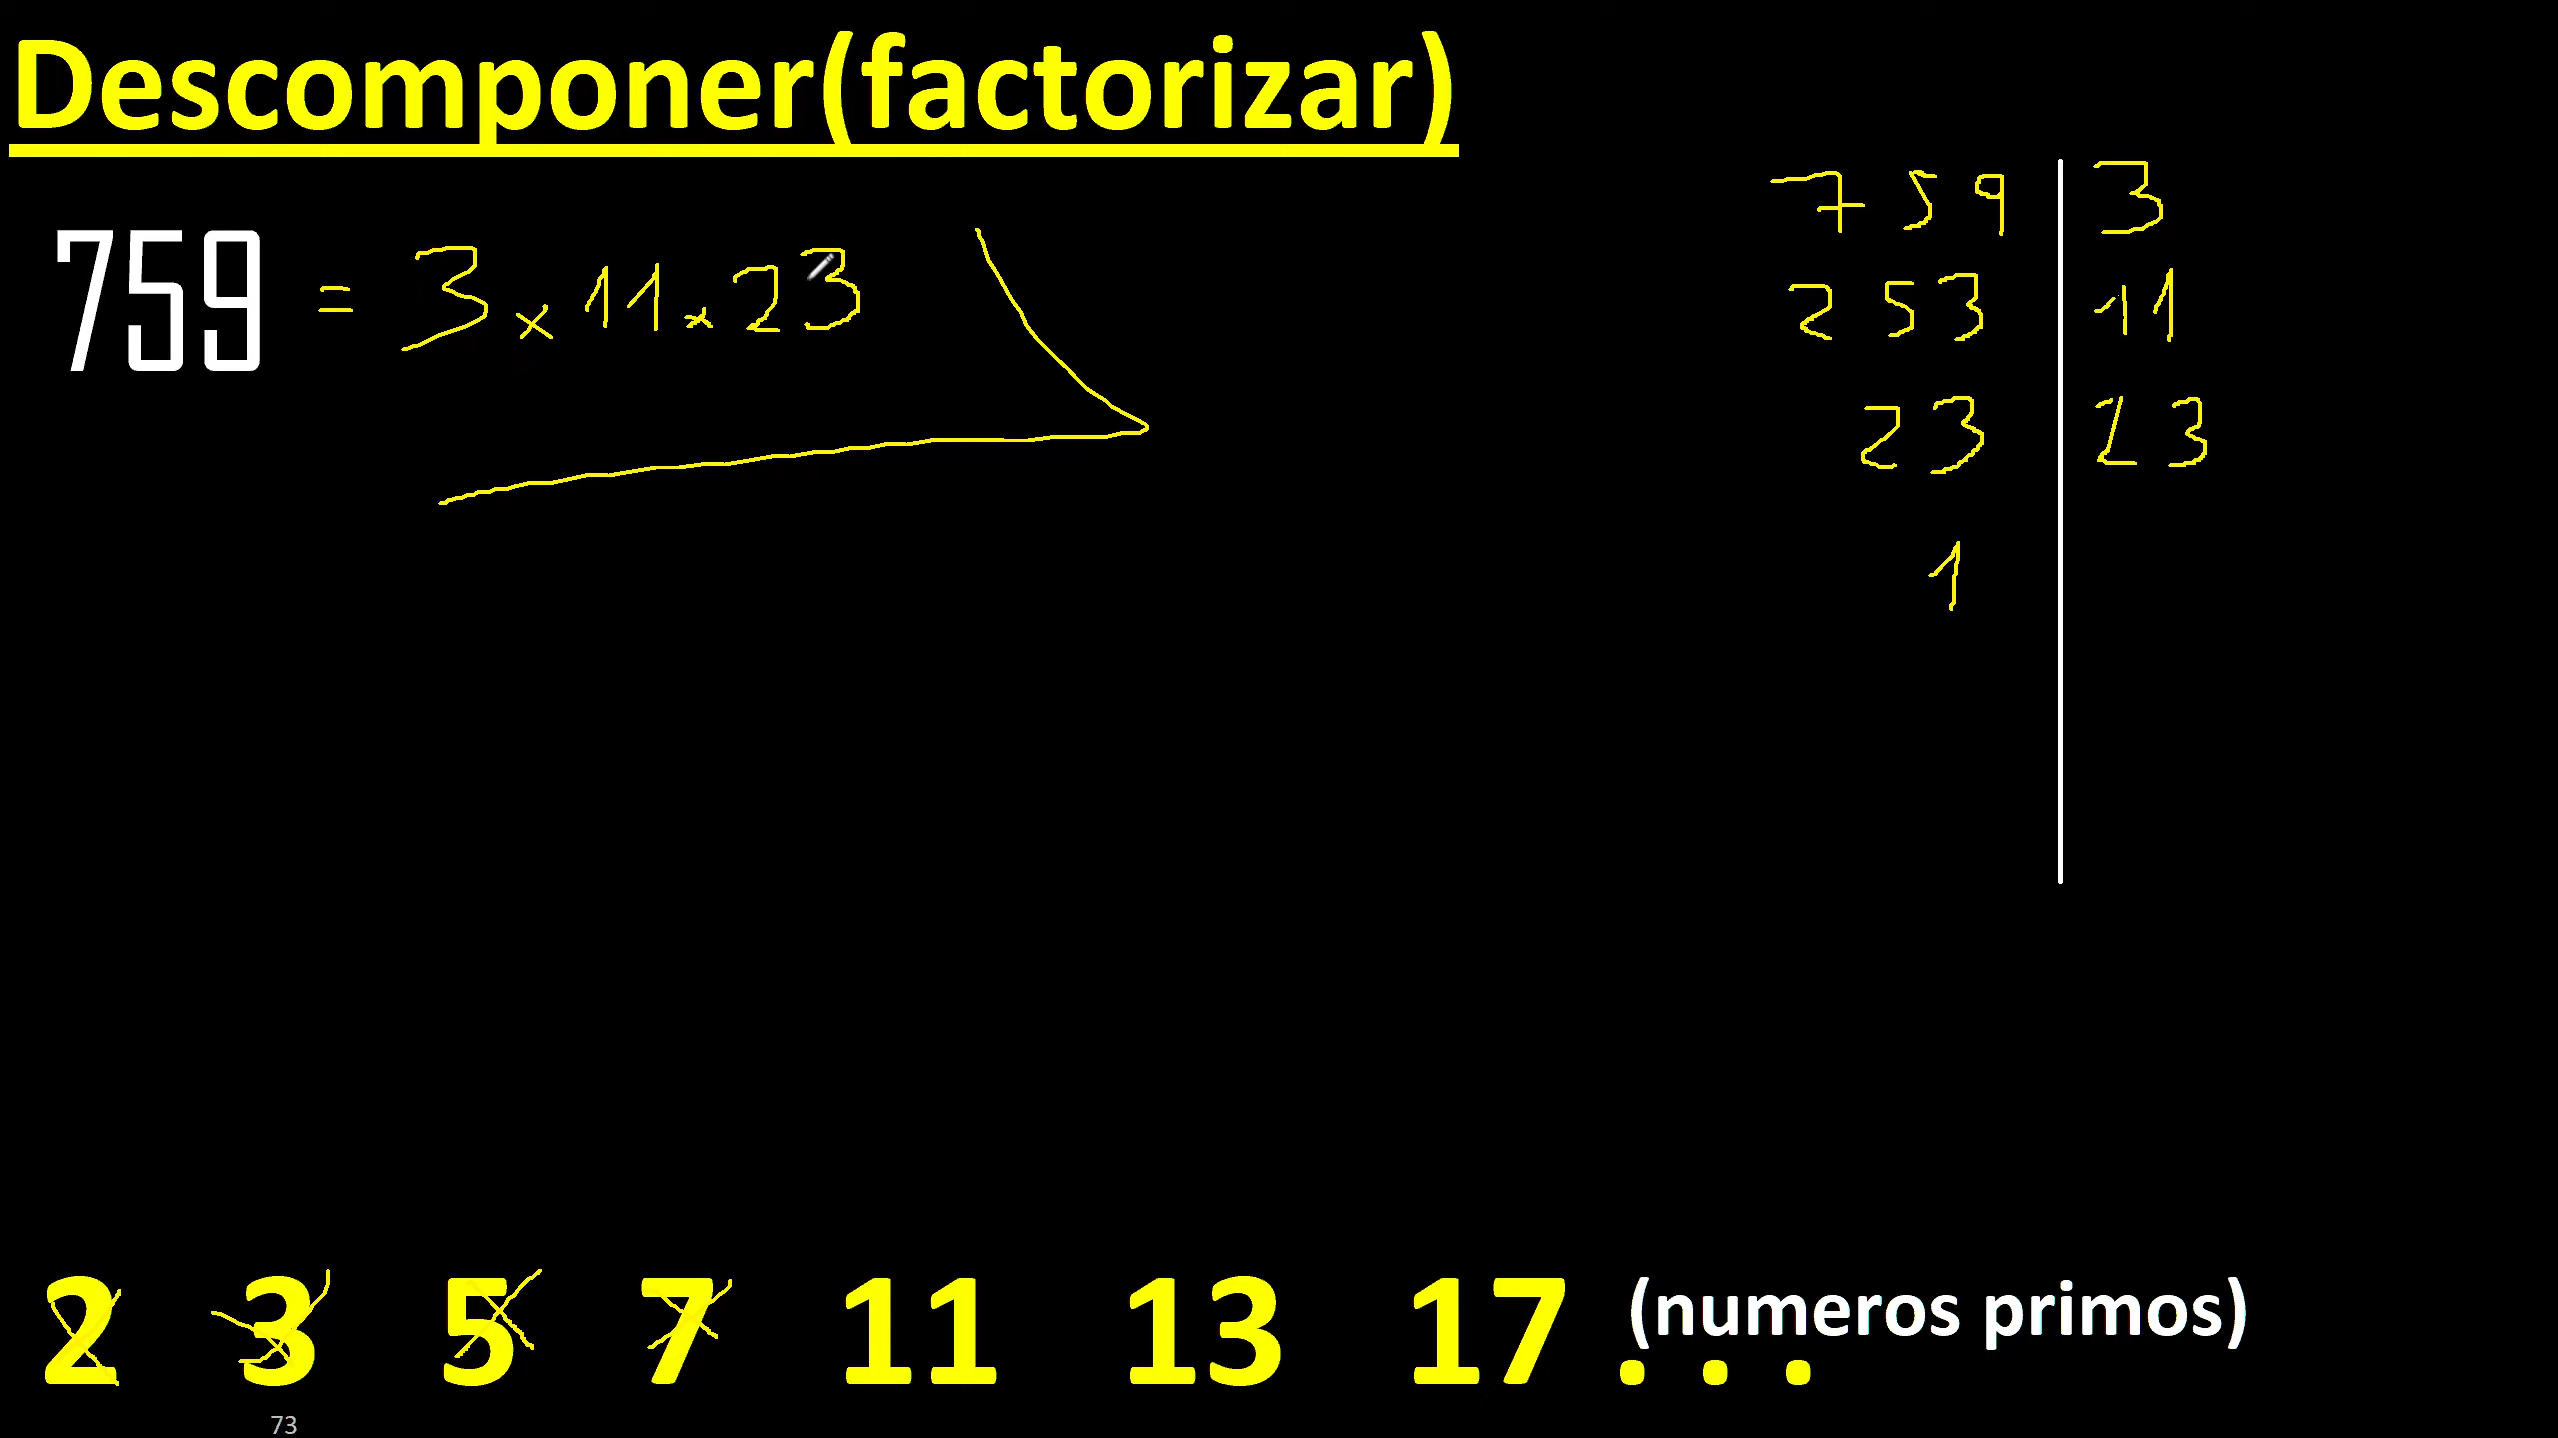 Descomponer(factorizar)
759 = 3 x 11 x 23
759 | 3
253 | 11
23 | 23
1
2 3 5 7 11 13 17 . . . (numeros primos)
73